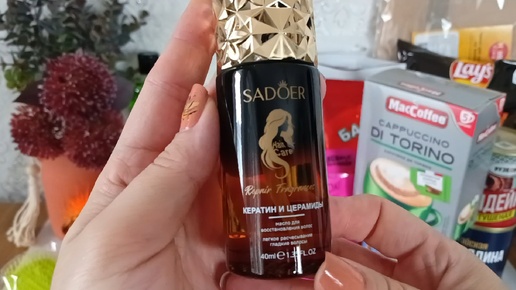 SADOER
Hair
Care
Repair Fragrance
КЕРАТИН И ЦЕРАМИДЫ
масло для
восстановления волос
легкое расчесывание
гладкие волосы
40ml ℮ 1.35FL.OZ
Lay's
MacCoffee
CAPPUCCINO
DI TORINO
БА